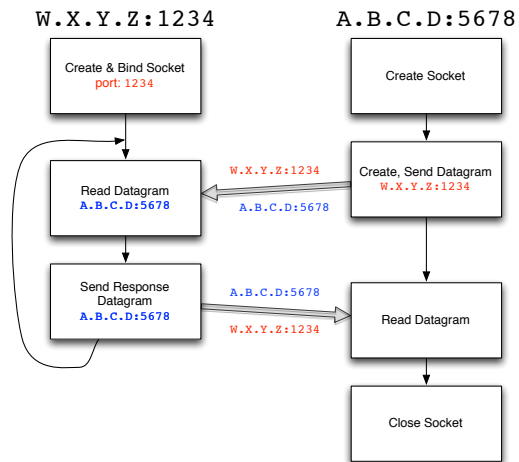 W.X.Y.Z:1234
A.B.C.D:5678
Create & Bind Socket
port: 1234
Create Socket
Read Datagram
A.B.C.D:5678
W.X.Y.Z:1234
A.B.C.D:5678
Create, Send Datagram
W.X.Y.Z:1234
Send Response
Datagram
A.B.C.D:5678
A.B.C.D:5678
W.X.Y.Z:1234
Read Datagram
Close Socket